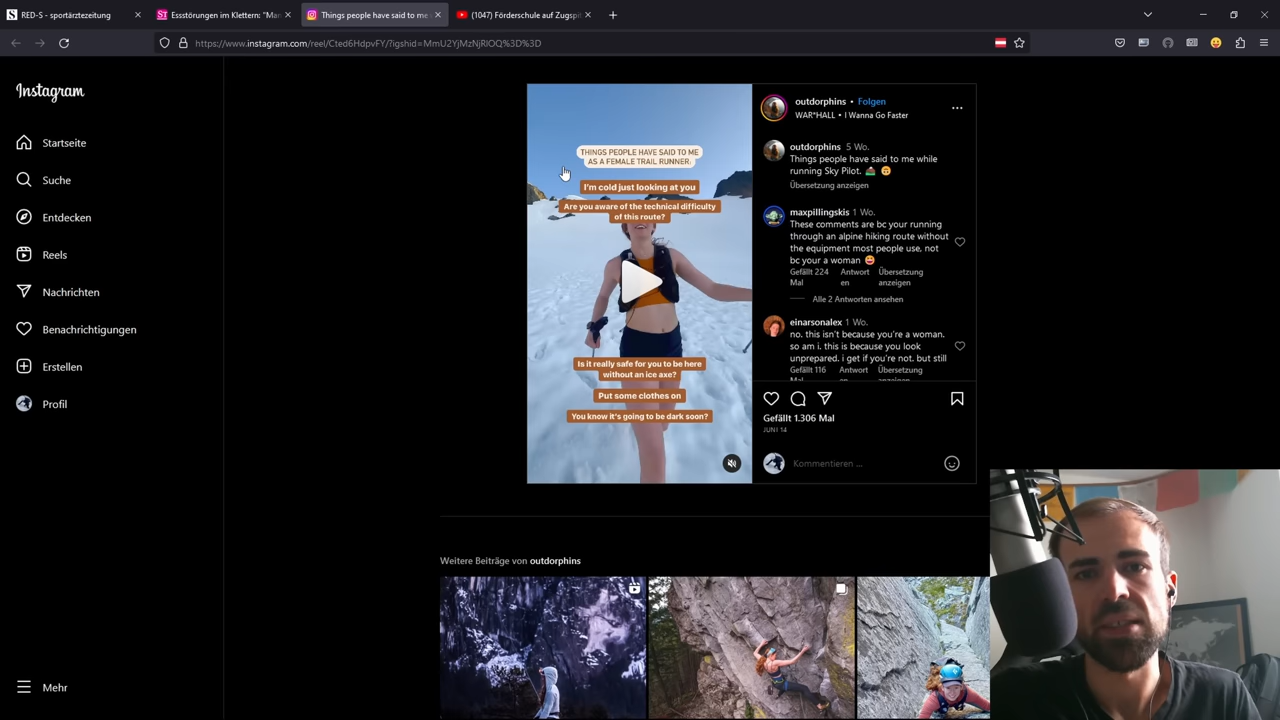 RED-S - sportärztezeitung
Essstörungen im Klettern: "Man
Things people have said to me
(1047) Förderschule auf Zugspit
https://www.instagram.com/reel/Cted6HdpvFY/?igshid=MmU2YjMzNjRlOQ%3D%3D
Instagram
Startseite
Suche
Entdecken
Reels
Nachrichten
Benachrichtigungen
Erstellen
Profil
Mehr
THINGS PEOPLE HAVE SAID TO ME
AS A FEMALE TRAIL RUNNER:
I'm cold just looking at you
Are you aware of the technical difficulty
of this route?
Is it really safe for you to be here
without an ice axe?
Put some clothes on
You know it's going to be dark soon?
outdorphins • Folgen
WAR*HALL • I Wanna Go Faster
outdorphins 5 Wo.
Things people have said to me while
running Sky Pilot.
Übersetzung anzeigen
maxpillingskis 1 Wo.
These comments are bc your running
through an alpine hiking route without
the equipment most people use, not
bc your a woman
Gefällt 224 Mal Antworten Übersetzung anzeigen
Alle 2 Antworten ansehen
einarsonalex 1 Wo.
no. this isn't because you're a woman.
so am i. this is because you look
unprepared. i get if you're not. but still
Gefällt 116 Mal Antworten Übersetzung anzeigen
Gefällt 1.306 Mal
JUNI 14
Kommentieren ...
Weitere Beiträge von outdorphins